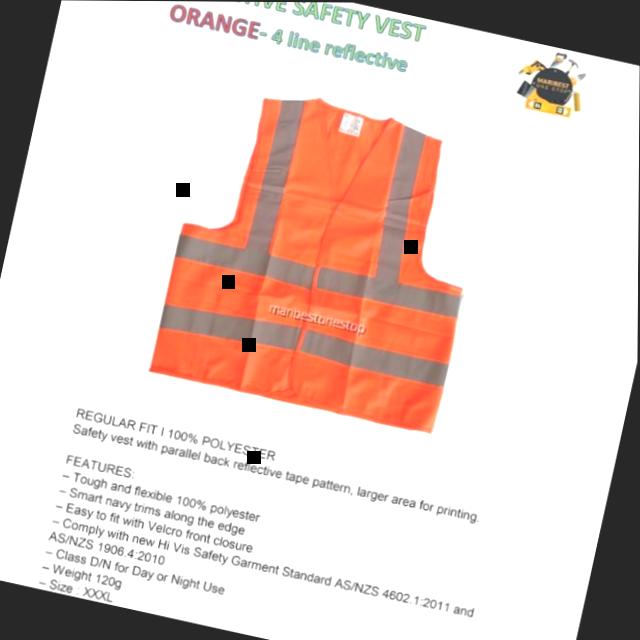 SAFETY VEST
ORANGE- 4 line reflective
MARIBEST
ONE STOP
maribestonestop
REGULAR FIT I 100% POLYESTER
Safety vest with parallel back reflective tape pattern, larger area for printing.
FEATURES:
– Tough and flexible 100% polyester
– Smart navy trims along the edge
– Easy to fit with Velcro front closure
– Comply with new Hi Vis Safety Garment Standard AS/NZS 4602.1:2011 and
AS/NZS 1906.4:2010
– Class D/N for Day or Night Use
– Weight 120g
– Size : XXXL